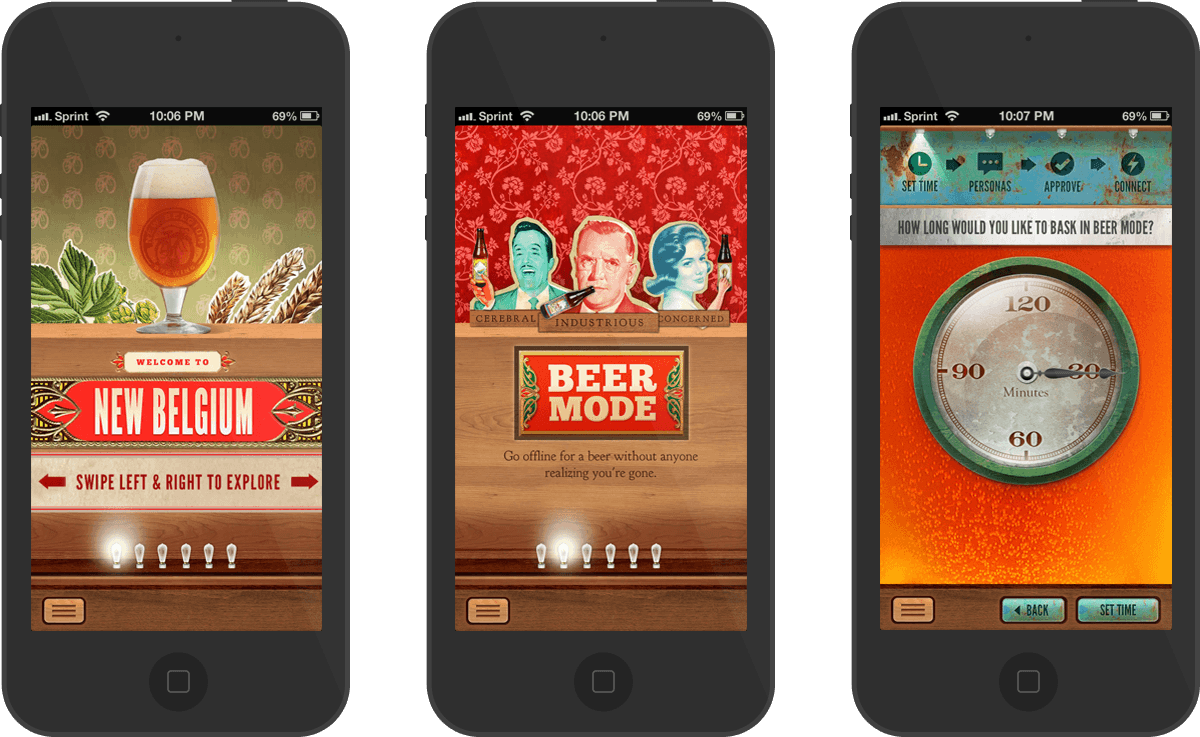 Sprint 10:06 PM 69%
WELCOME TO
NEW BELGIUM
SWIPE LEFT & RIGHT TO EXPLORE
Sprint 10:06 PM 69%
CEREBRAL INDUSTRIOUS CONCERNED
BEER
MODE
Go offline for a beer without anyone
realizing you're gone.
Sprint 10:07 PM 69%
SET TIME PERSONAS APPROVE CONNECT
HOW LONG WOULD YOU LIKE TO BASK IN BEER MODE?
120
90 30
Minutes
60
BACK SET TIME